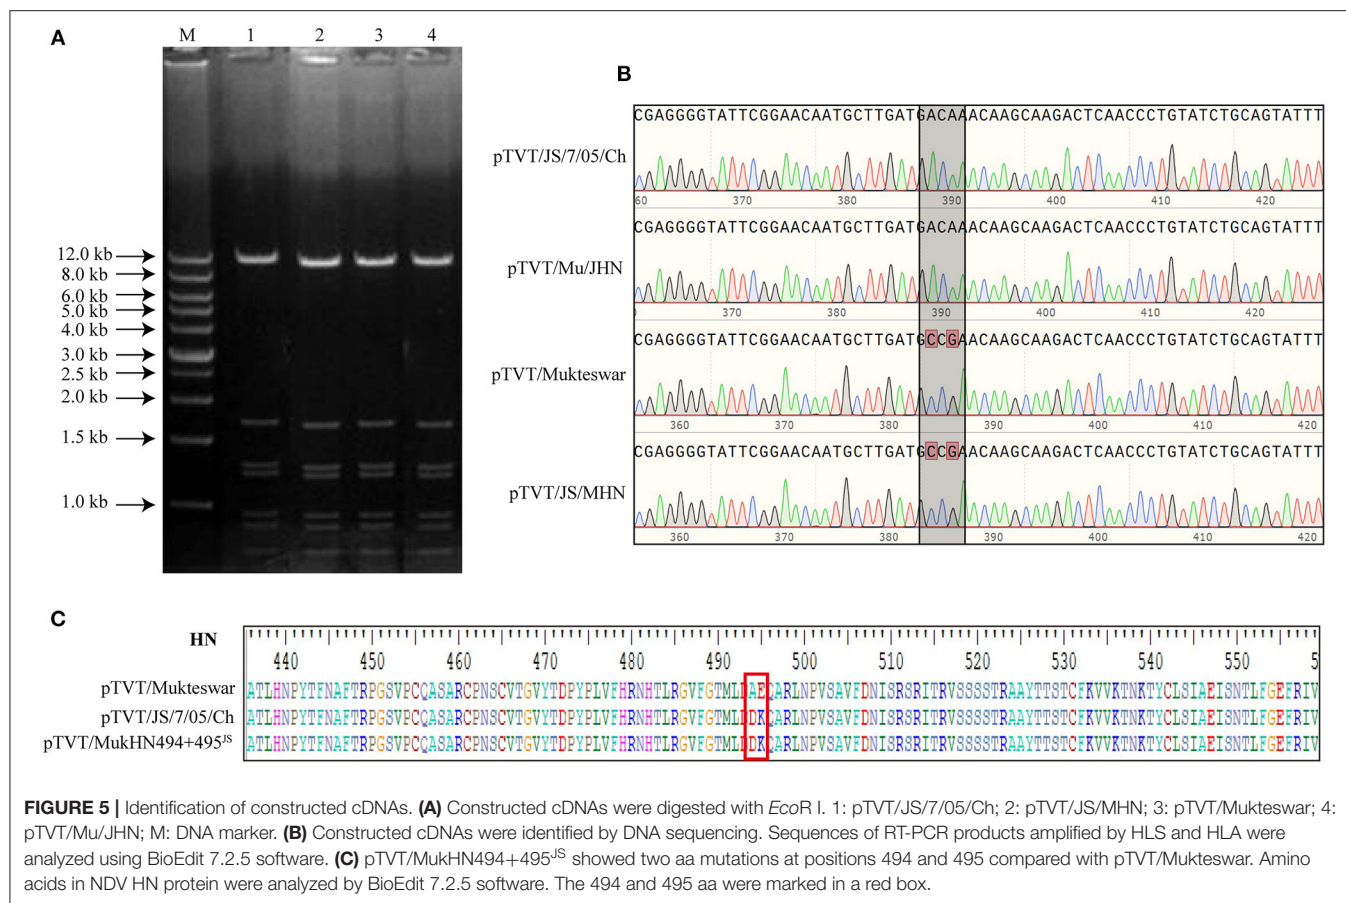 A
M 1 2 3 4
12.0 kb
8.0 kb
6.0 kb
5.0 kb
4.0 kb
3.0 kb
2.5 kb
2.0 kb
1.5 kb
1.0 kb
B
CGAGGGGTATTCGGAACAATGCTTGATGACAAACAAGCAAGACTCAACCCTGTATCTGCAGTATTT
pTVT/JS/7/05/Ch
60 370 380 390 400 410 420
CGAGGGGTATTCGGAACAATGCTTGATGACAAACAAGCAAGACTCAACCCTGTATCTGCAGTATTT
pTVT/Mu/JHN
370 380 390 400 410 420
CGAGGGGTATTCGGAACAATGCTTGATGCCGAACAAGCAAGACTCAACCCTGTATCTGCAGTATTT
pTVT/Mukteswar
360 370 380 390 400 410 420
CGAGGGGTATTCGGAACAATGCTTGATGCCGAACAAGCAAGACTCAACCCTGTATCTGCAGTATTT
pTVT/JS/MHN
360 370 380 390 400 410 420
C
HN
440 450 460 470 480 490 500 510 520 530 540 550 5
pTVT/Mukteswar ATLHNPYTFNAFTRPGSVPCQASARCPNSCVTGVYTDPYPLVFHRNHTLRGVFGTMLDAEQARLNPVSAVFDNISRSRITRVSSSSTRAAYTTSTCFKVVKTNKTYCLSIAEISNTLFGEFRIV
pTVT/JS/7/05/Ch ATLHNPYTFNAFTRPGSVPCQASARCPNSCVTGVYTDPYPLVFHRNHTLRGVFGTMLDDKQARLNPVSAVFDNISRSRITRVSSSSTRAAYTTSTCFKVVKTNKTYCLSIAEISNTLFGEFRIV
pTVT/MukHN494+495JS ATLHNPYTFNAFTRPGSVPCQASARCPNSCVTGVYTDPYPLVFHRNHTLRGVFGTMLDDKQARLNPVSAVFDNISRSRITRVSSSSTRAAYTTSTCFKVVKTNKTYCLSIAEISNTLFGEFRIV
FIGURE 5 | Identification of constructed cDNAs. (A) Constructed cDNAs were digested with EcoR I. 1: pTVT/JS/7/05/Ch; 2: pTVT/JS/MHN; 3: pTVT/Mukteswar; 4:
pTVT/Mu/JHN; M: DNA marker. (B) Constructed cDNAs were identified by DNA sequencing. Sequences of RT-PCR products amplified by HLS and HLA were
analyzed using BioEdit 7.2.5 software. (C) pTVT/MukHN494+495JS showed two aa mutations at positions 494 and 495 compared with pTVT/Mukteswar. Amino
acids in NDV HN protein were analyzed by BioEdit 7.2.5 software. The 494 and 495 aa were marked in a red box.